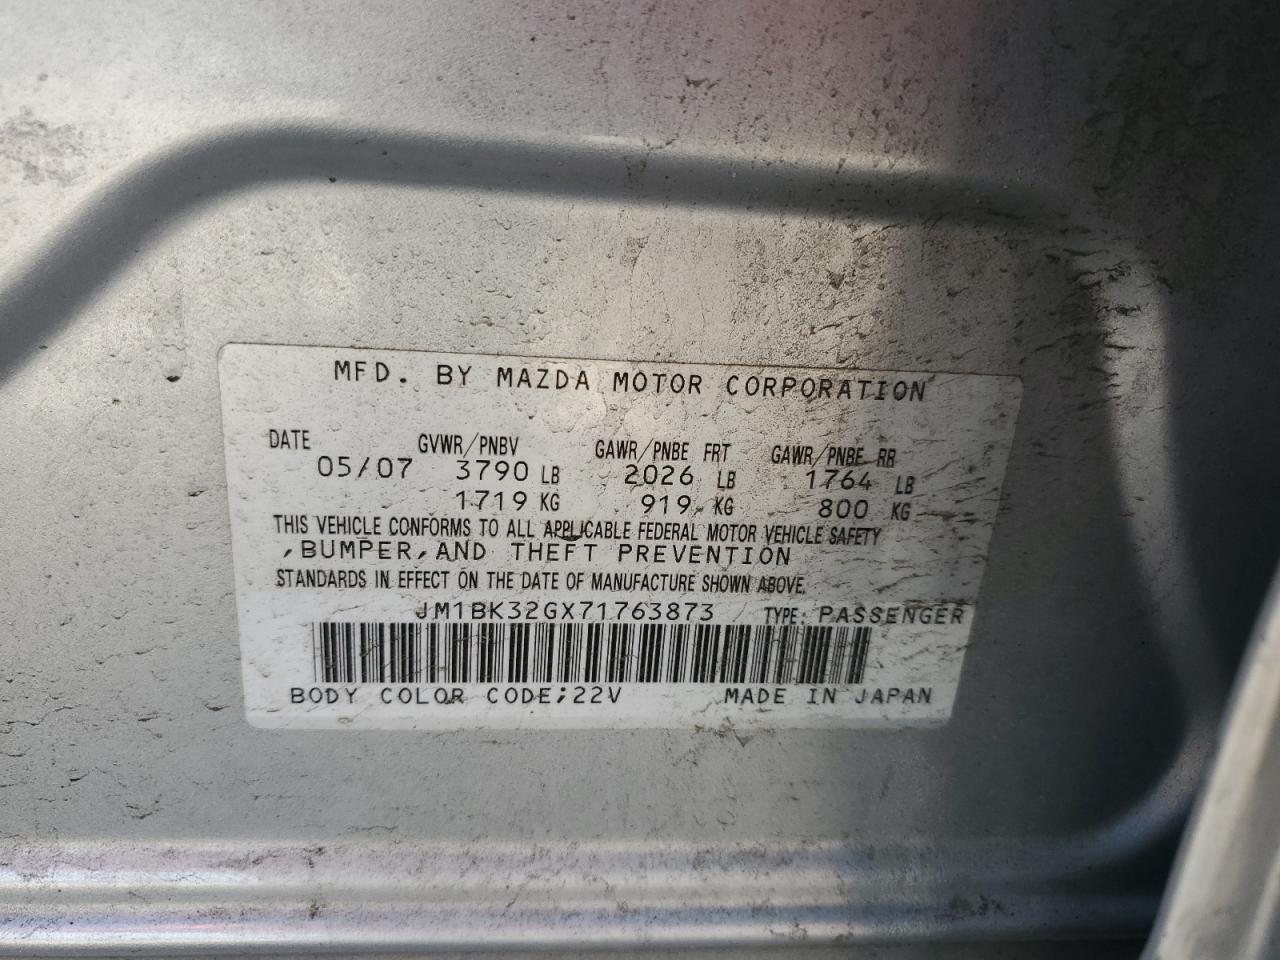 MFD. BY MAZDA MOTOR CORPORATION
DATE GVWR/PNBV GAWR/PNBE FRT GAWR/PNBE RR
05/07 3790 LB 2026 LB 1764 LB
1719 KG 919 KG 800 KG
THIS VEHICLE CONFORMS TO ALL APPLICABLE FEDERAL MOTOR VEHICLE SAFETY
,BUMPER,AND THEFT PREVENTION
STANDARDS IN EFFECT ON THE DATE OF MANUFACTURE SHOWN ABOVE.
JM1BK32GX71763873 TYPE: PASSENGER
BODY COLOR CODE;22V MADE IN JAPAN